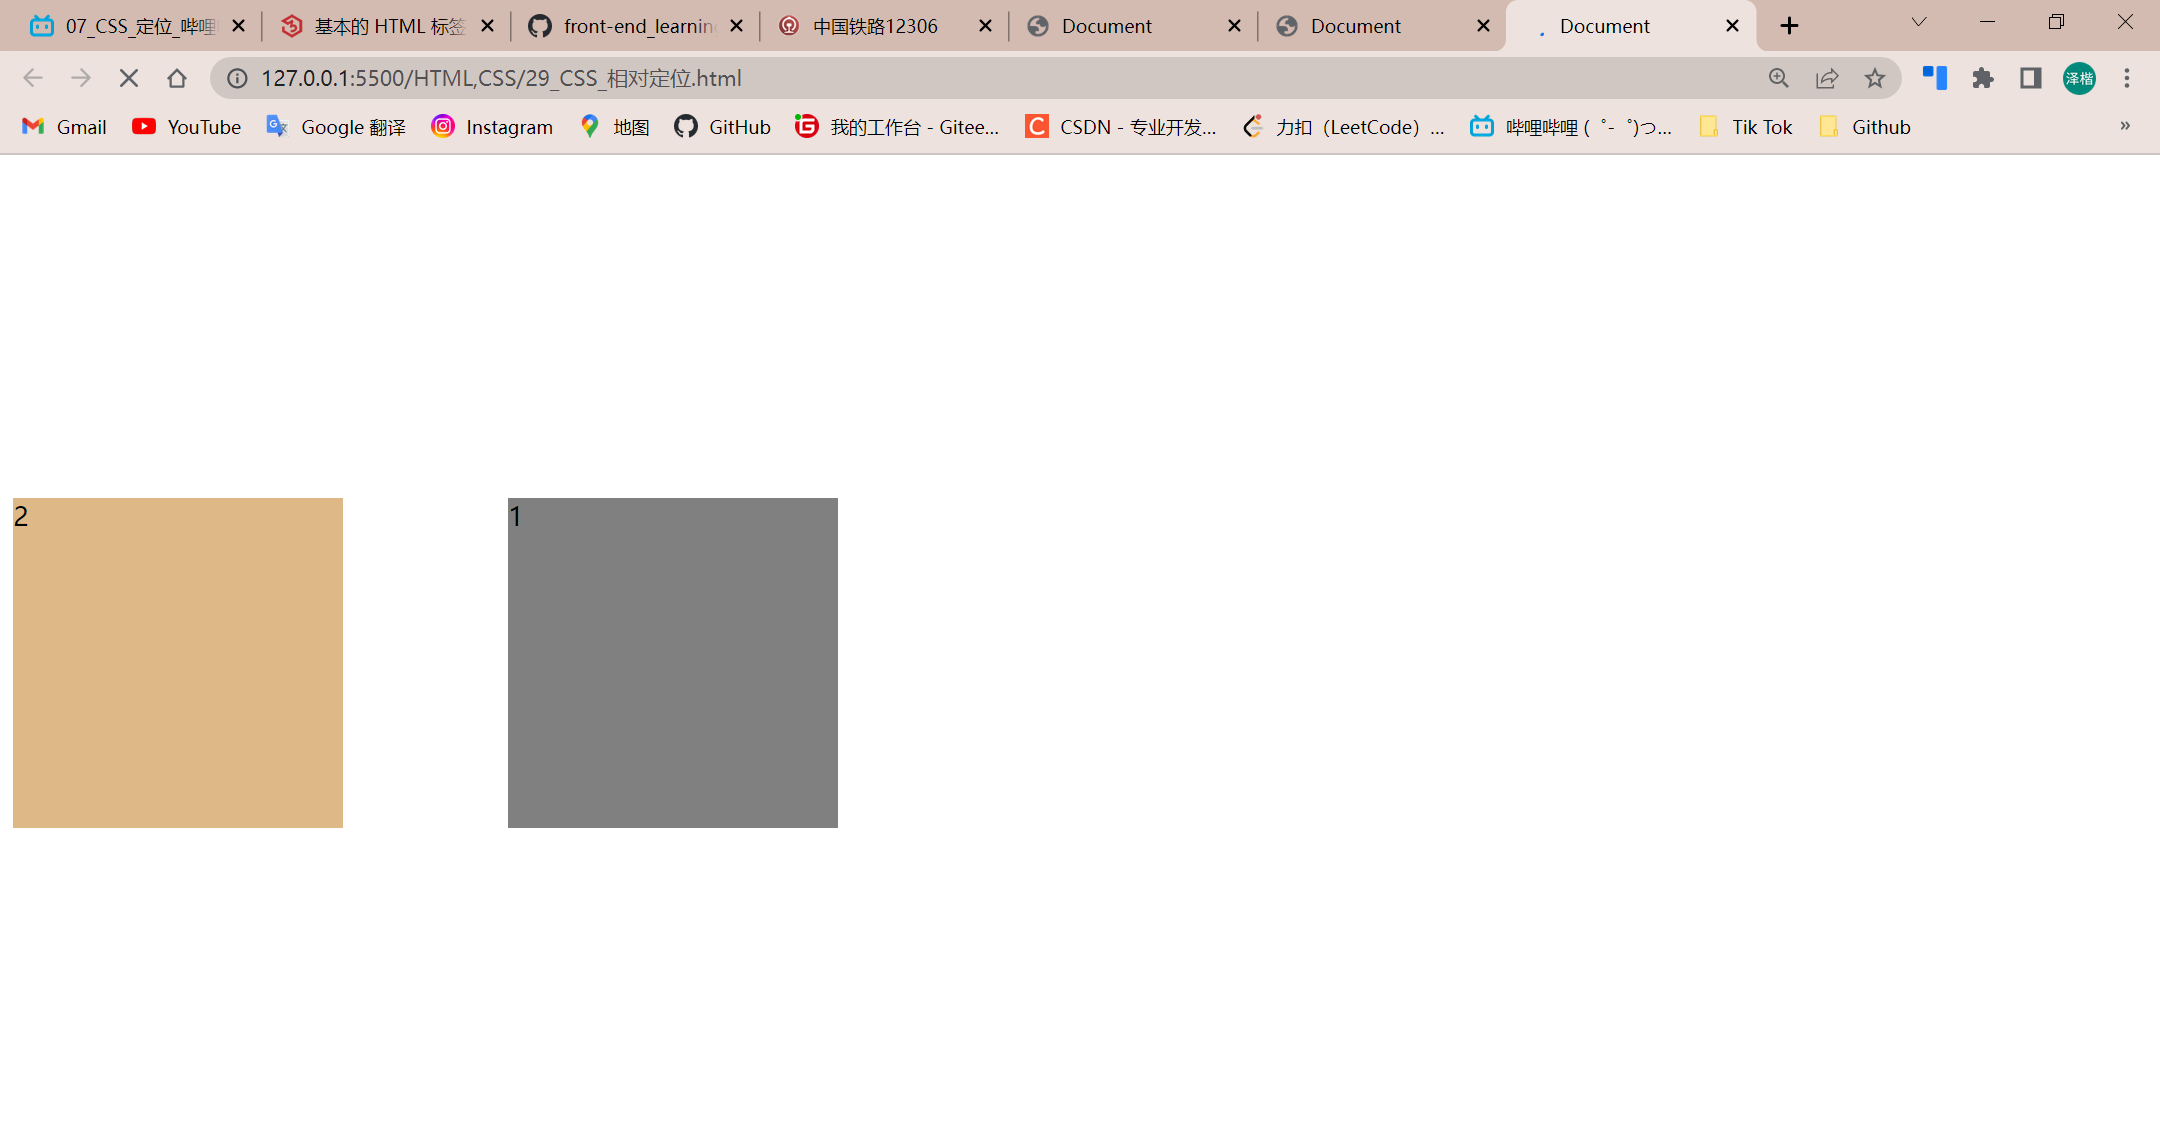 07_CSS_定位_哔哩
基本的 HTML 标签
front-end_learnin
中国铁路12306
Document
Document
Document
127.0.0.1:5500/HTML,CSS/29_CSS_相对定位.html
泽楷
Gmail
YouTube
Google 翻译
Instagram
地图
GitHub
我的工作台 - Gitee...
CSDN - 专业开发...
力扣（LeetCode）...
哔哩哔哩 (゜-゜)つ...
Tik Tok
Github
»
2
1